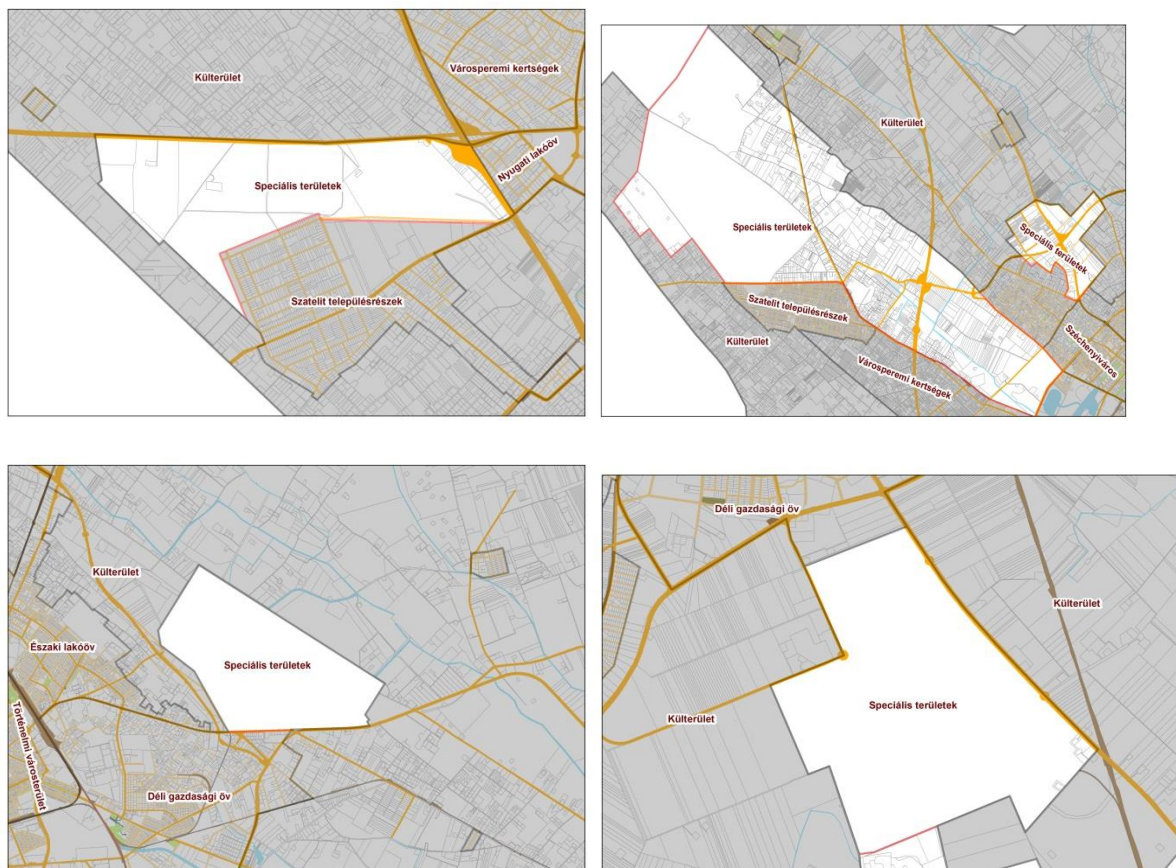 Külterület
Városperemi kertségek
Nyugati lakóöv
Speciális területek
Szatelit településrészek
Külterület
Speciális területek
Speciális területek
Szatelit településrészek
Külterület
Városperemi kertségek
Széchenyiváros
Külterület
Északi lakóöv
Speciális területek
Történelmi városterület
Déli gazdasági öv
Déli gazdasági öv
Külterület
Speciális területek
Külterület